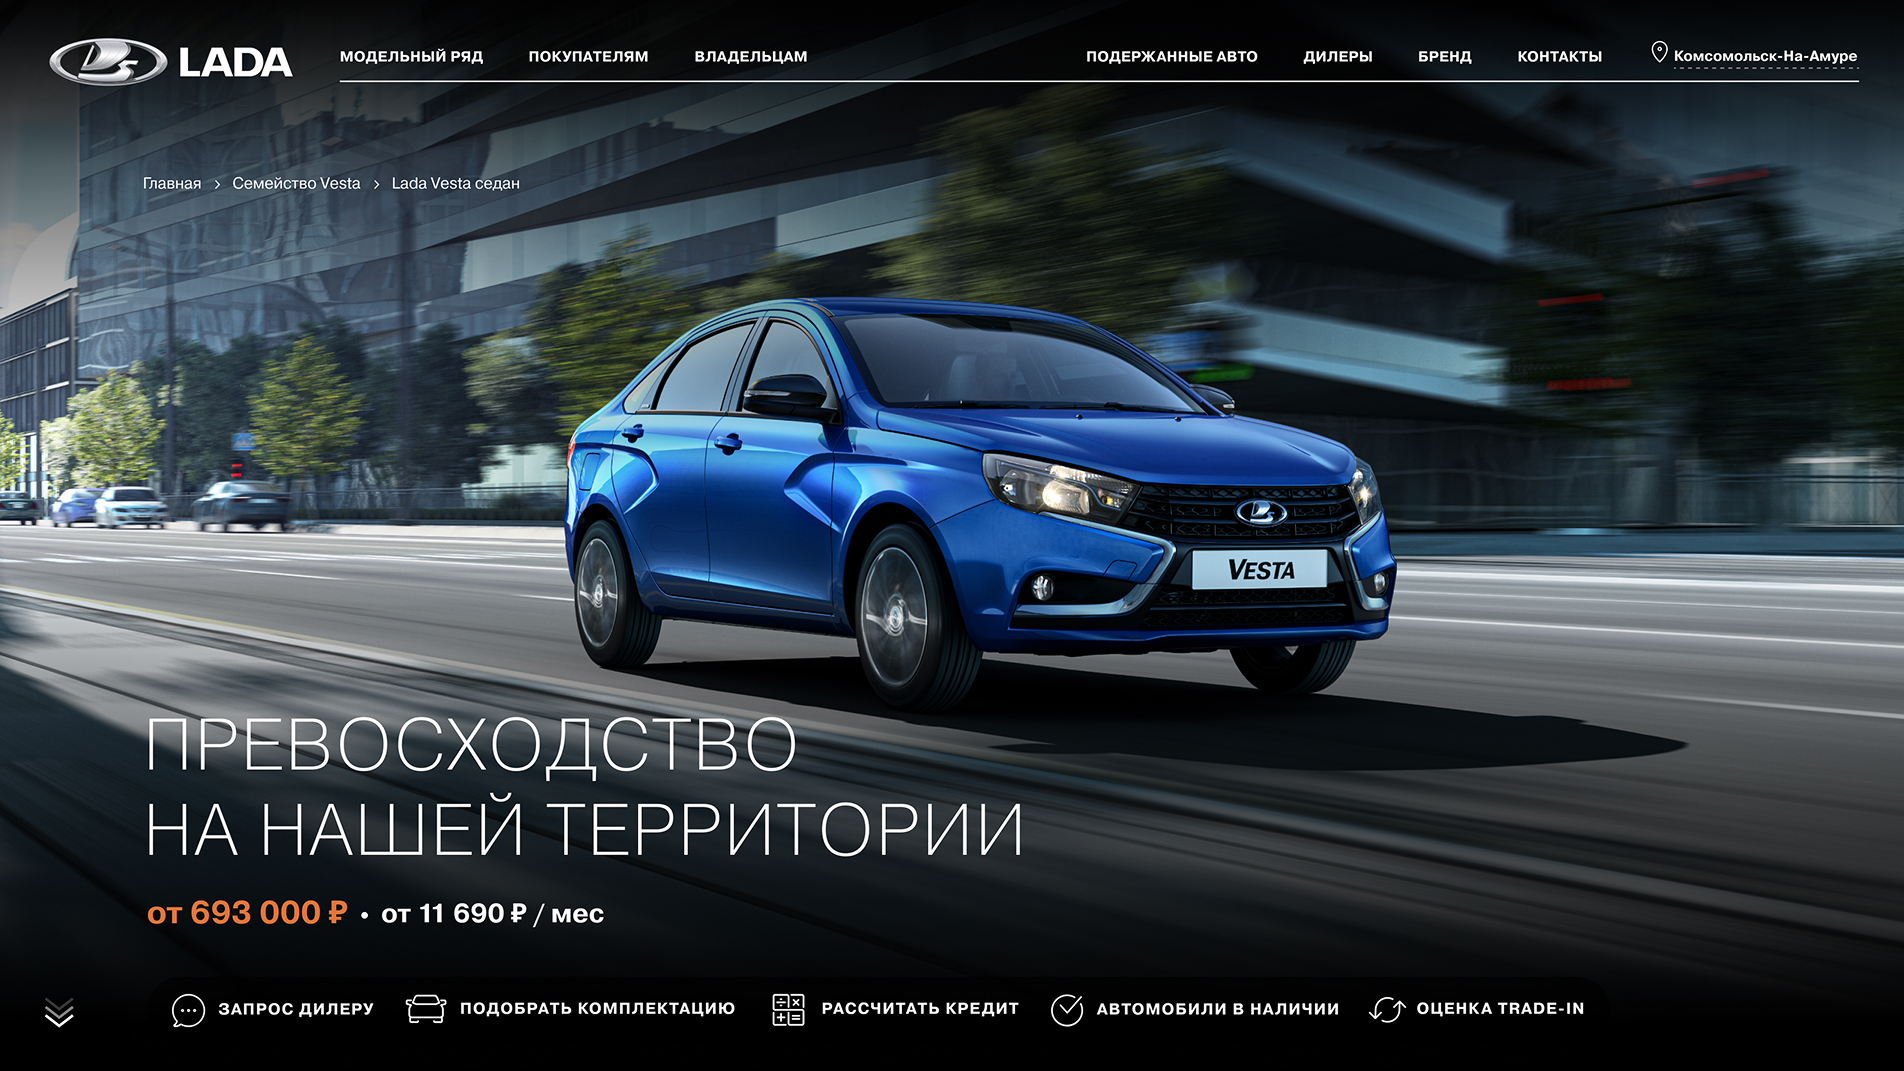 LADA
МОДЕЛЬНЫЙ РЯД ПОКУПАТЕЛЯМ ВЛАДЕЛЬЦАМ ПОДЕРЖАННЫЕ АВТО ДИЛЕРЫ БРЕНД КОНТАКТЫ Комсомольск-На-Амуре
Главная > Семейство Vesta > Lada Vesta седан
VESTA
ПРЕВОСХОДСТВО
НА НАШЕЙ ТЕРРИТОРИИ
от 693 000 ₽ • от 11 690 ₽ / мес
ЗАПРОС ДИЛЕРУ ПОДОБРАТЬ КОМПЛЕКТАЦИЮ РАССЧИТАТЬ КРЕДИТ АВТОМОБИЛИ В НАЛИЧИИ ОЦЕНКА TRADE-IN